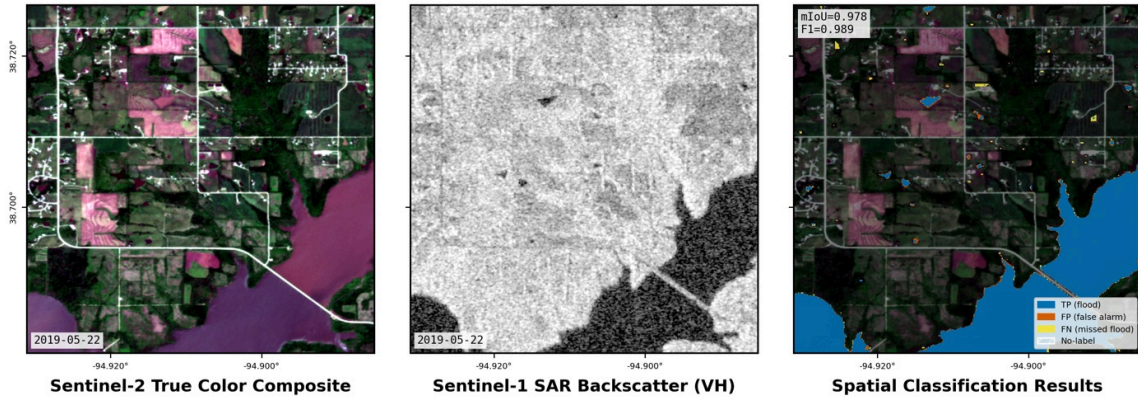 mIoU=0.978
F1=0.989
38.720°
38.700°
2019-05-22
2019-05-22
TP (flood)
FP (false alarm)
FN (missed flood)
No-label
-94.920°
-94.900°
-94.920°
-94.900°
-94.920°
-94.900°
Sentinel-2 True Color Composite
Sentinel-1 SAR Backscatter (VH)
Spatial Classification Results